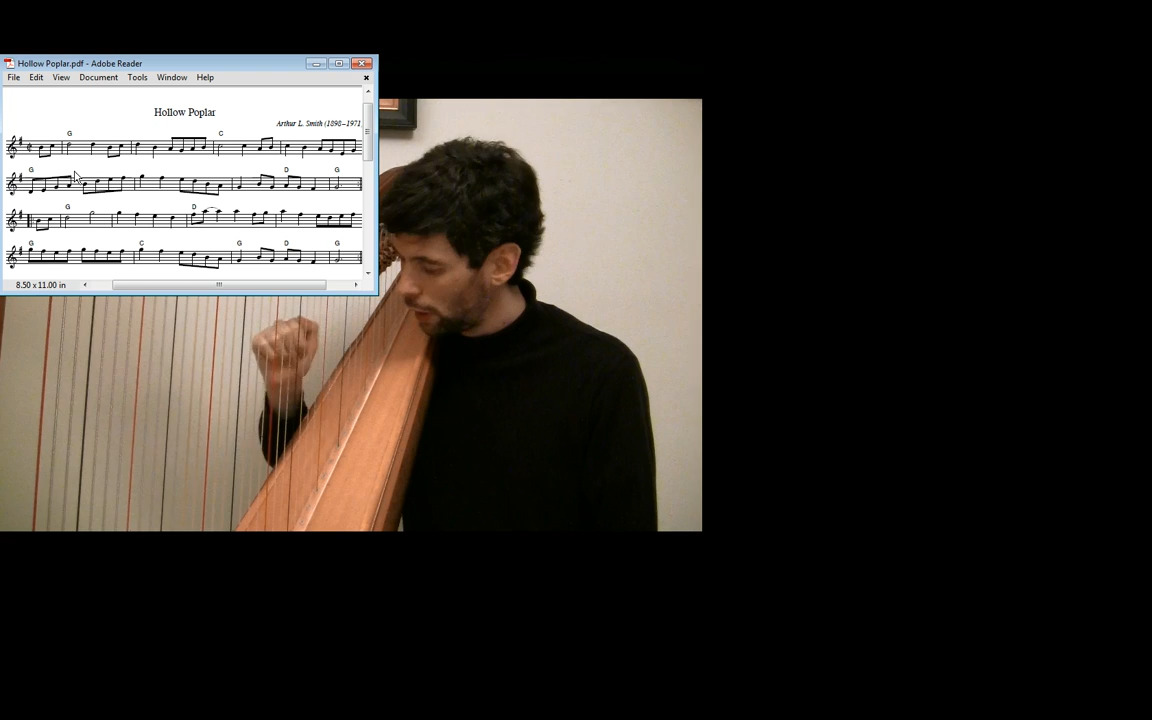 Hollow Poplar.pdf - Adobe Reader
File Edit View Document Tools Window Help
Hollow Poplar
Arthur L. Smith (1898–1971
G C
G D G
G D
G C G D G
8.50 x 11.00 in